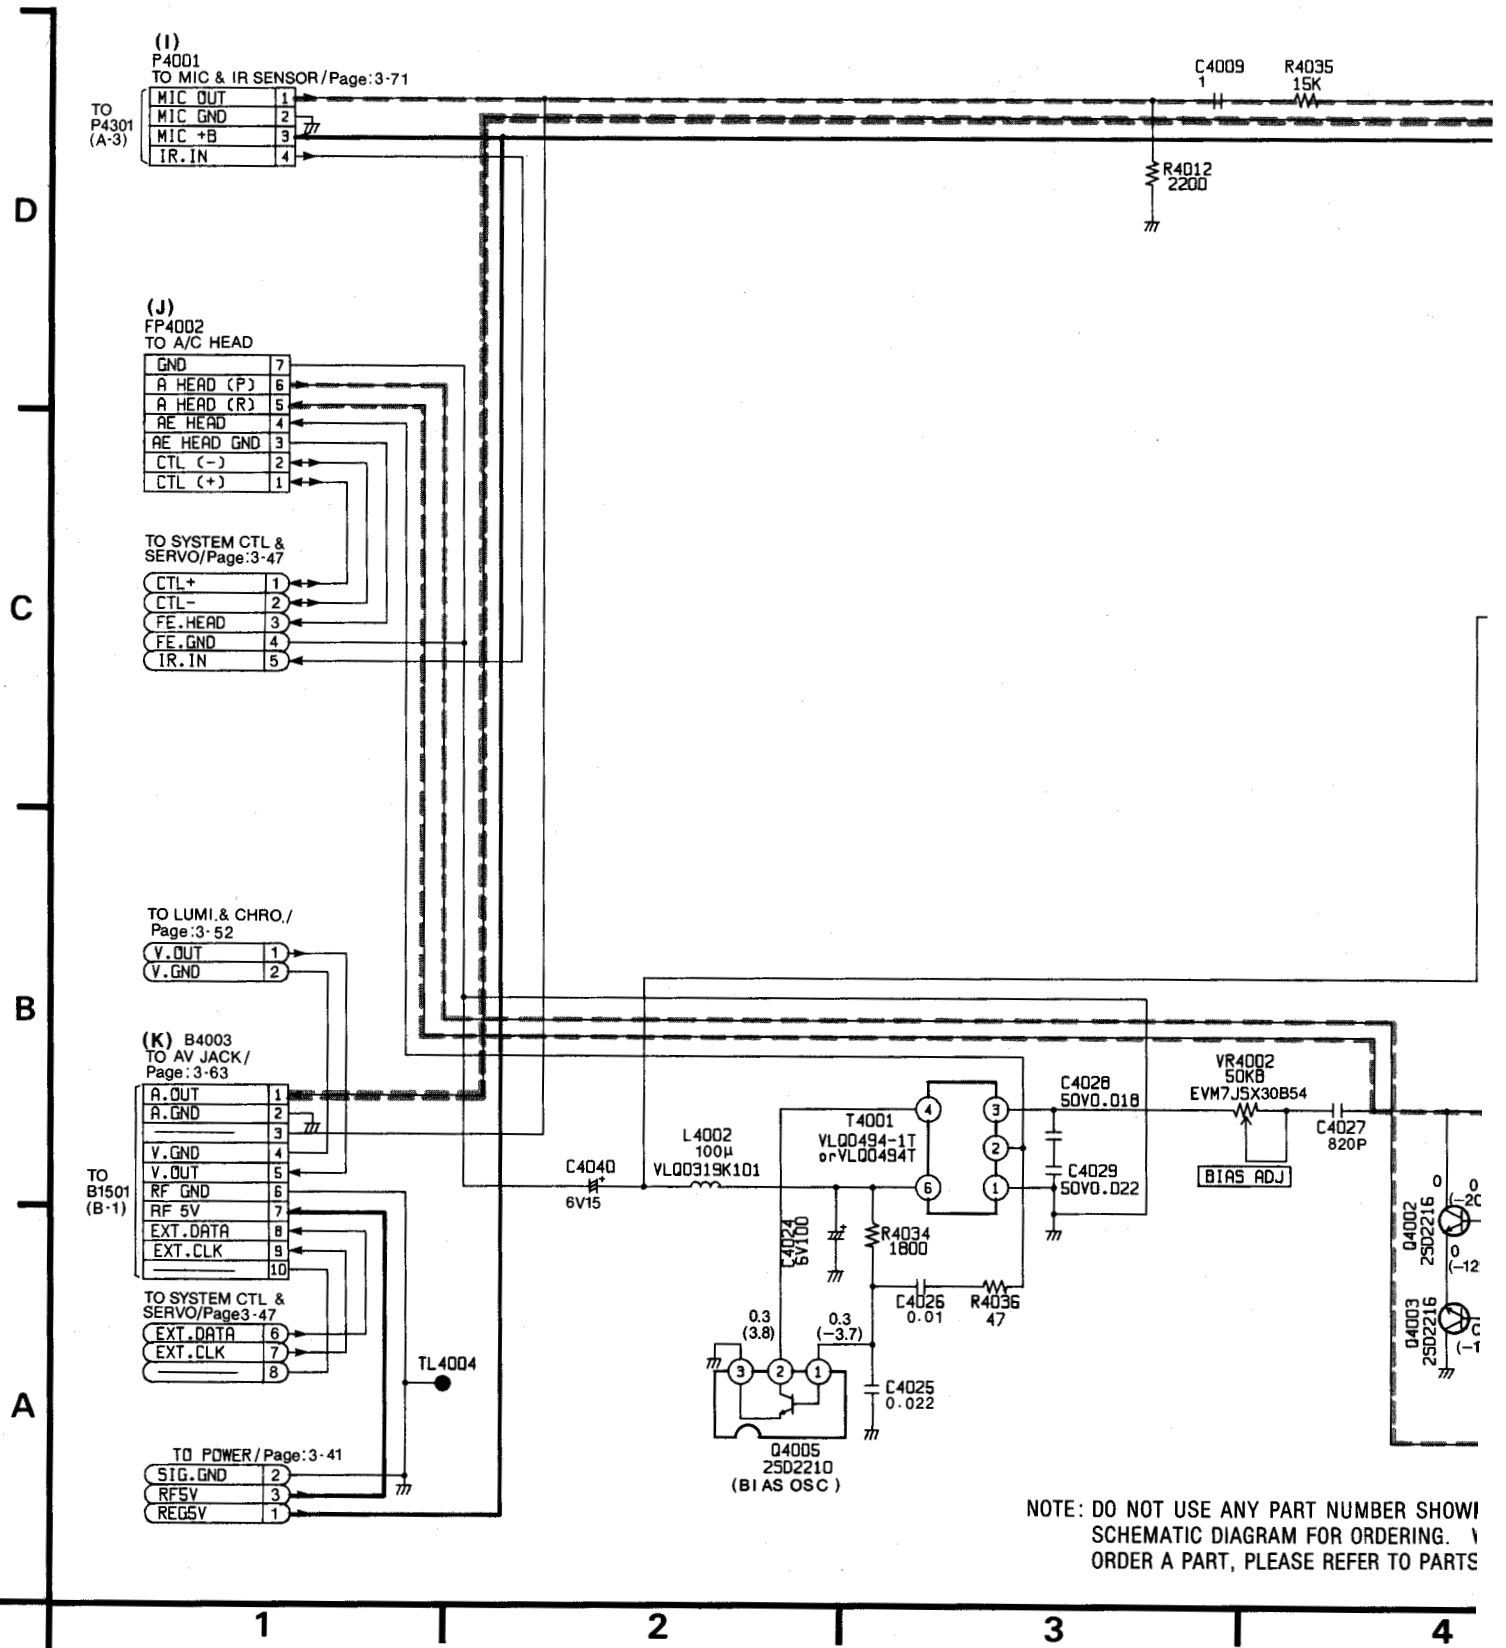 (I)
P4001
TO MIC & IR SENSOR/Page:3-71
TO
P4301
(A-3)
MIC OUT 1
MIC GND 2
MIC +B 3
IR.IN 4
C4009
1
R4035
15K
R4012
2200
D
(J)
FP4002
TO A/C HEAD
GND 7
A HEAD (P) 6
A HEAD (R) 5
AE HEAD 4
AE HEAD GND 3
CTL (-) 2
CTL (+) 1
TO SYSTEM CTL &
SERVO/Page:3-47
CTL+ 1
CTL- 2
FE.HEAD 3
FE.GND 4
IR.IN 5
C
TO LUMI.& CHRO./
Page:3-52
V.OUT 1
V.GND 2
B
(K) B4003
TO AV JACK/
Page:3-63
TO
B1501
(B-1)
A.OUT 1
A.GND 2
3
V.GND 4
V.OUT 5
RF GND 6
RF 5V 7
EXT.DATA 8
EXT.CLK 9
10
TO SYSTEM CTL &
SERVO/Page3-47
EXT.DATA 6
EXT.CLK 7
8
TL4004
A
TO POWER/Page:3-41
SIG.GND 2
RF5V 3
REG5V 1
C4040
6V15
L4002
100μ
VLQ0319K101
T4001
VLQ0494-1T
orVLQ0494T
4
6
3
2
1
C4028
50V0.018
C4029
50V0.022
VR4002
50KB
EVM7JSX30B54
BIAS ADJ
C4027
820P
C4024
6V100
R4034
1800
C4026
0.01
R4036
47
0.3
(3.8)
0.3
(-3.7)
3
2
1
C4025
0.022
Q4005
2SD2210
(BIAS OSC)
Q4002
2SD2216
0
0
(-20
0
(-12
Q4003
2SD2216
(-1
NOTE: DO NOT USE ANY PART NUMBER
SCHEMATIC DIAGRAM FOR ORDERING.
ORDER A PART, PLEASE REFER TO PARTS
1
2
3
4